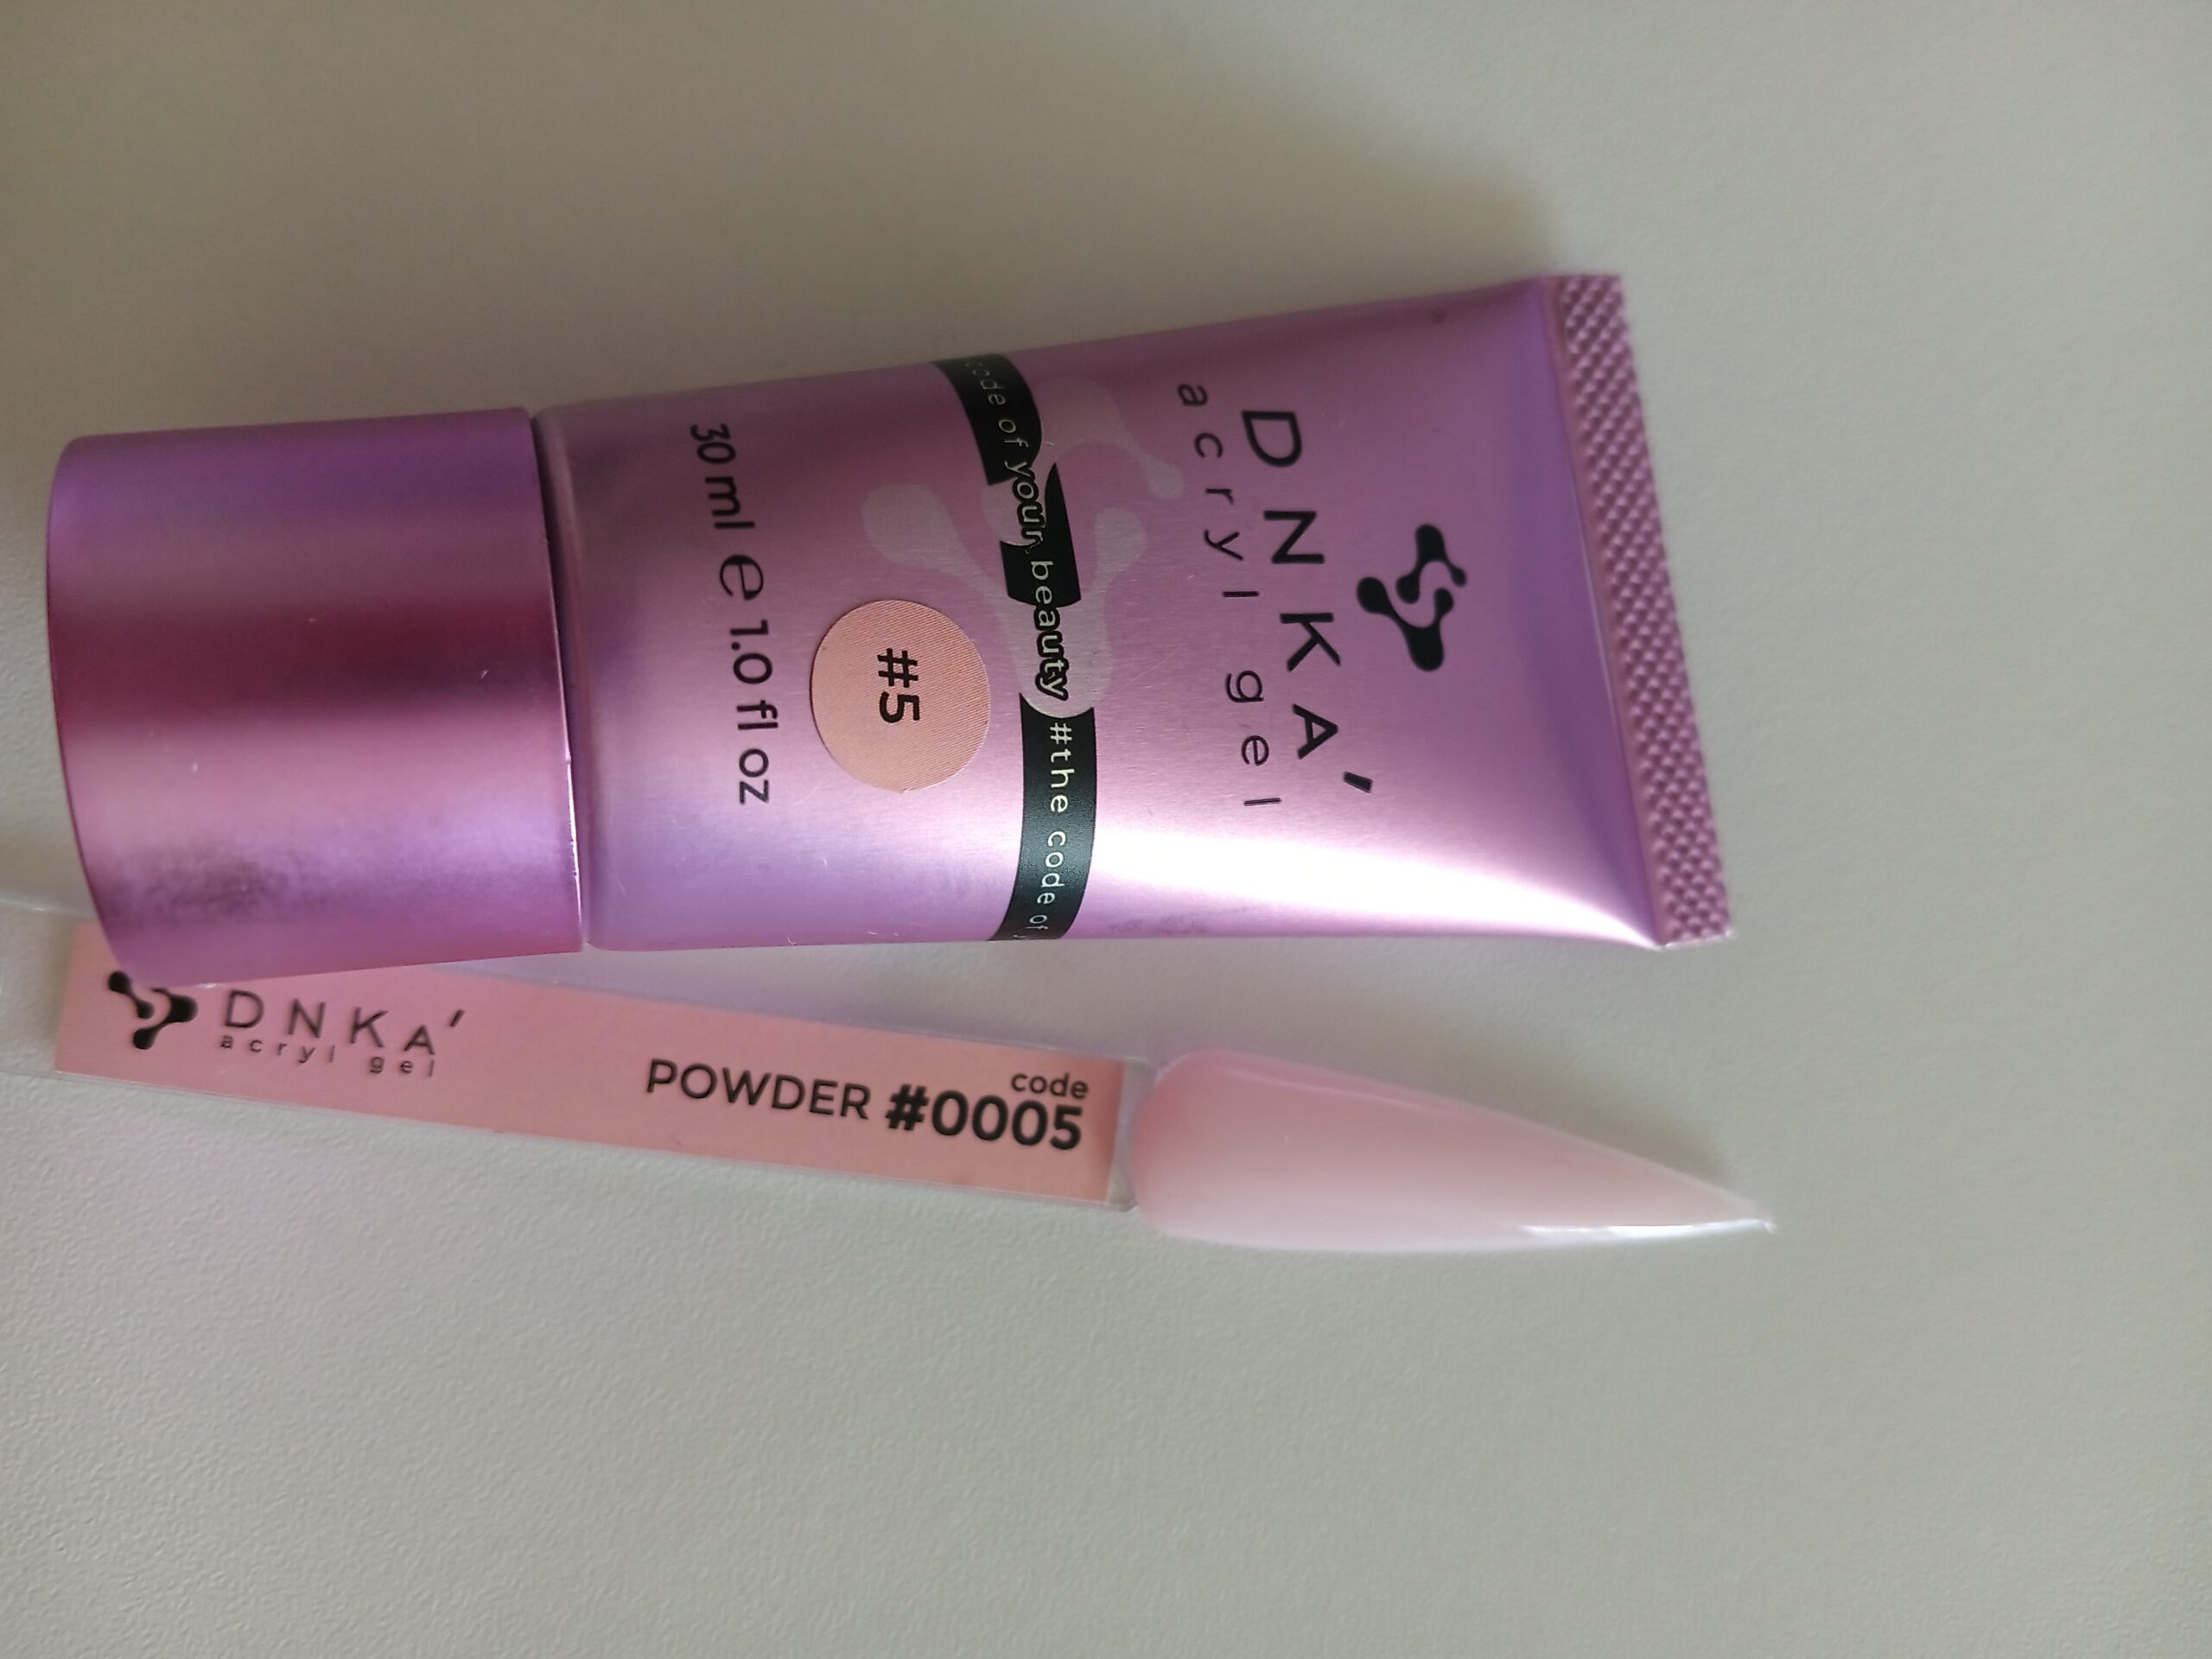 DNKA'
acryl gel
code of your beauty #the code of
#5
30 ml e 1.0 fl oz
DNKA'
acryl gel
code
POWDER #0005